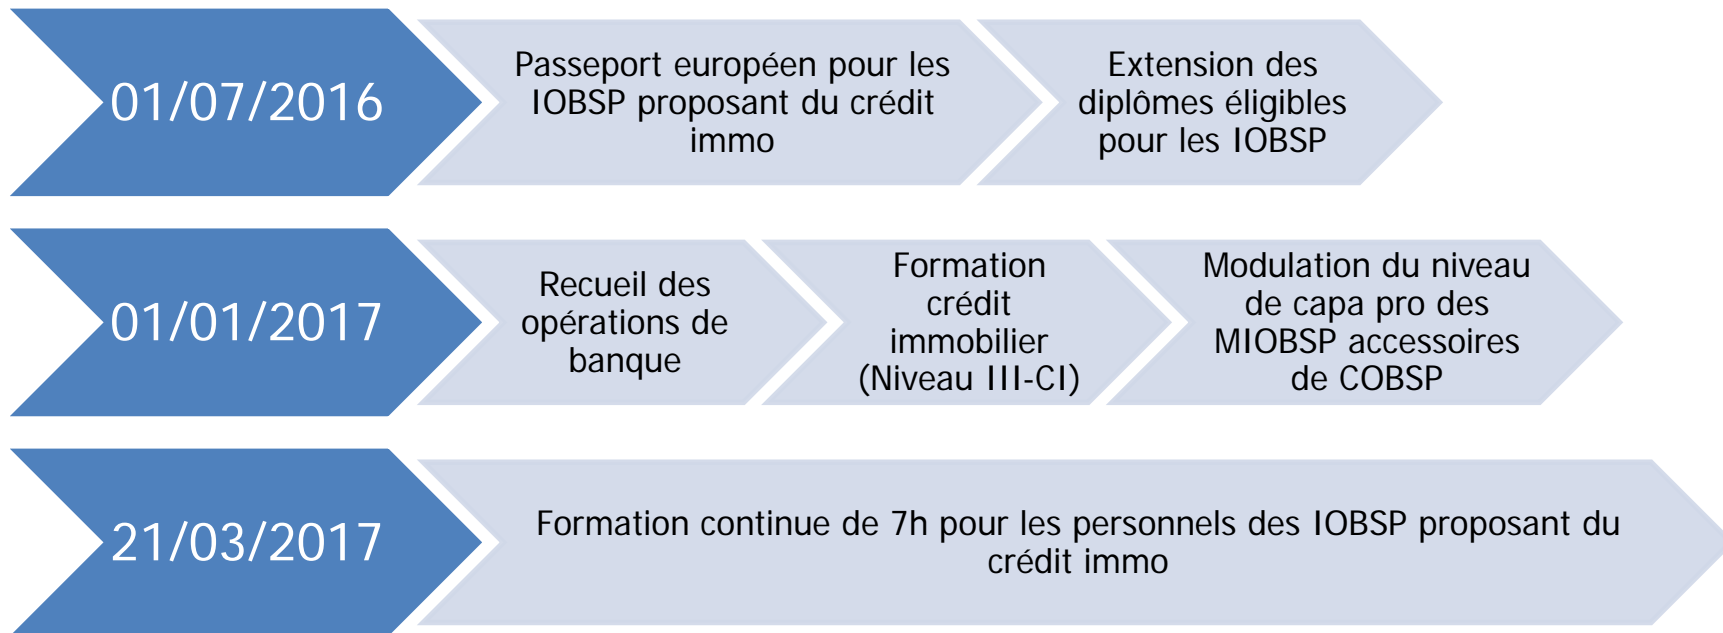 01/07/2016
Passeport européen pour les
IOBSP proposant du crédit
immo
Extension des
diplômes éligibles
pour les IOBSP
01/01/2017
Recueil des
opérations de
banque
Formation
crédit
immobilier
(Niveau III-CI)
Modulation du niveau
de capa pro des
MIOBSP accessoires
de COBSP
21/03/2017
Formation continue de 7h pour les personnels des IOBSP proposant du
crédit immo